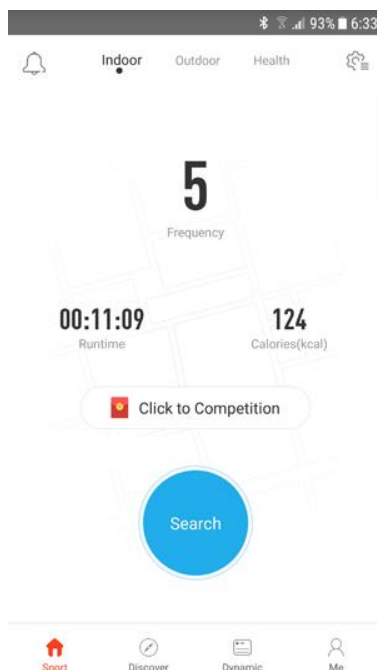 93% 6:33
Indoor Outdoor Health
5
Frequency
00:11:09 124
Runtime Calories(kcal)
Click to Competition
Search
Sport Discover Dynamic Me